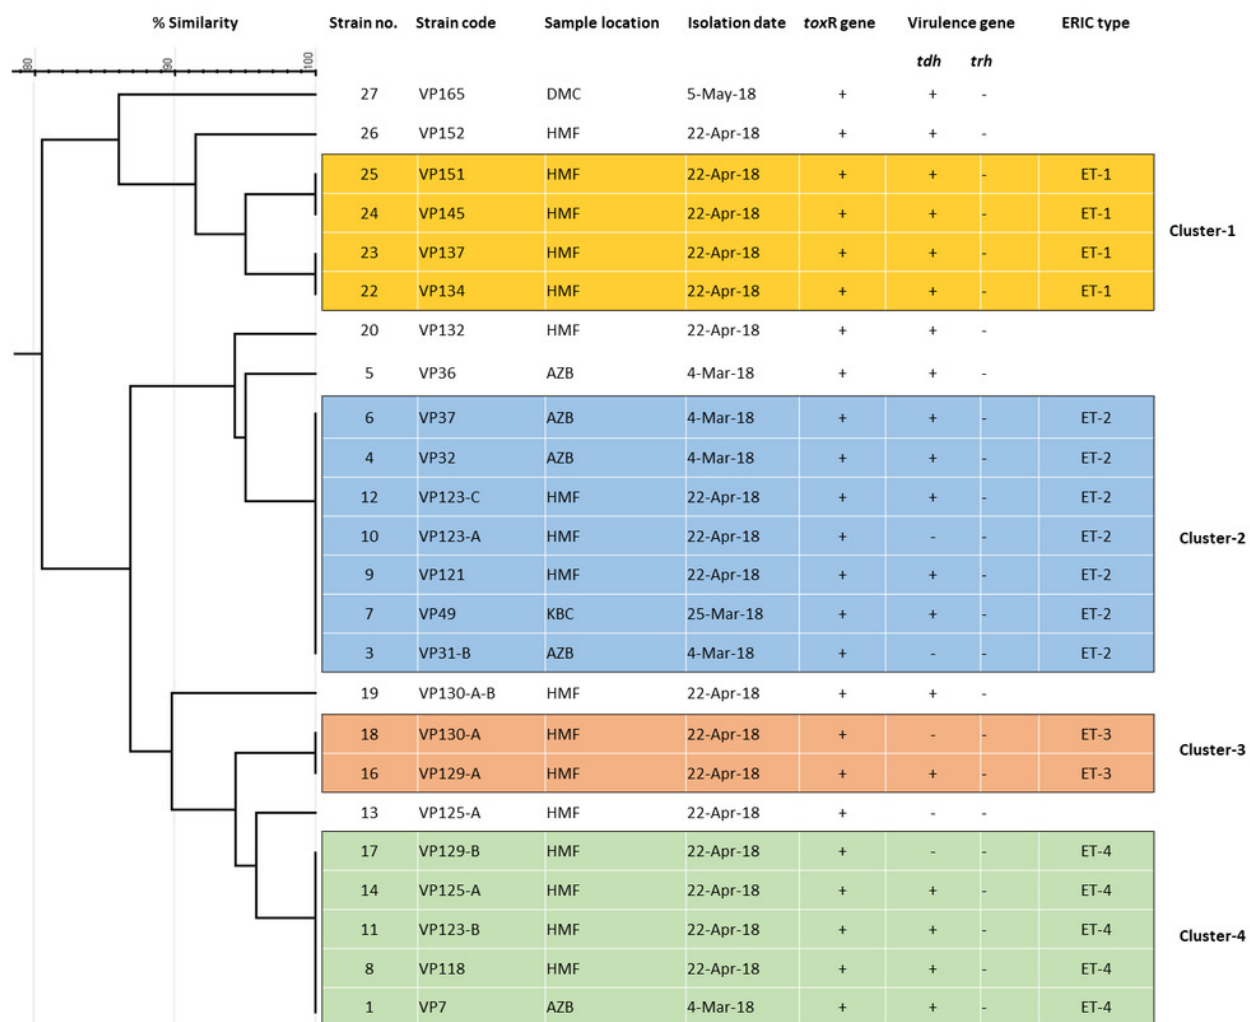 % Similarity Strain no. Strain code Sample location Isolation date toxR gene Virulence gene ERIC type
tdh trh
80 90 100
27 VP165 DMC 5-May-18 + + -
26 VP152 HMF 22-Apr-18 + + -
25 VP151 HMF 22-Apr-18 + + - ET-1
24 VP145 HMF 22-Apr-18 + + - ET-1
Cluster-1
23 VP137 HMF 22-Apr-18 + + - ET-1
22 VP134 HMF 22-Apr-18 + + - ET-1
20 VP132 HMF 22-Apr-18 + + -
5 VP36 AZB 4-Mar-18 + + -
6 VP37 AZB 4-Mar-18 + + - ET-2
4 VP32 AZB 4-Mar-18 + + - ET-2
12 VP123-C HMF 22-Apr-18 + + - ET-2
10 VP123-A HMF 22-Apr-18 + - - ET-2 Cluster-2
9 VP121 HMF 22-Apr-18 + + - ET-2
7 VP49 KBC 25-Mar-18 + + - ET-2
3 VP31-B AZB 4-Mar-18 + - - ET-2
19 VP130-A-B HMF 22-Apr-18 + + -
18 VP130-A HMF 22-Apr-18 + - - ET-3
Cluster-3
16 VP129-A HMF 22-Apr-18 + + - ET-3
13 VP125-A HMF 22-Apr-18 + - -
17 VP129-B HMF 22-Apr-18 + - - ET-4
14 VP125-A HMF 22-Apr-18 + + - ET-4
11 VP123-B HMF 22-Apr-18 + + - ET-4
Cluster-4
8 VP118 HMF 22-Apr-18 + + - ET-4
1 VP7 AZB 4-Mar-18 + + - ET-4